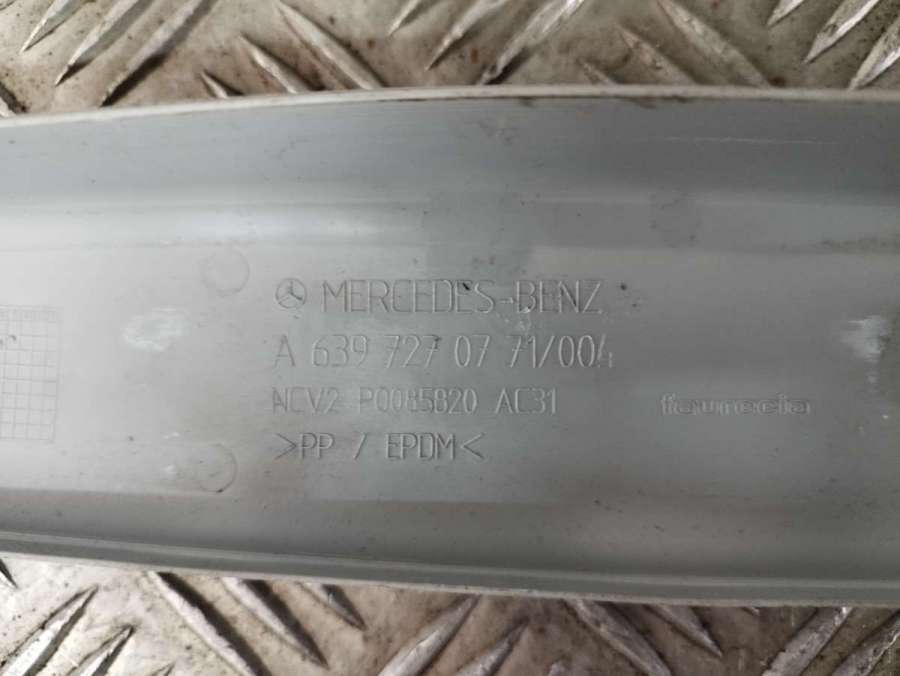 MERCEDES-BENZ
A 639 727 07 71/004
NCV2 P0085820 AC31
faurecia
>PP / EPDM<